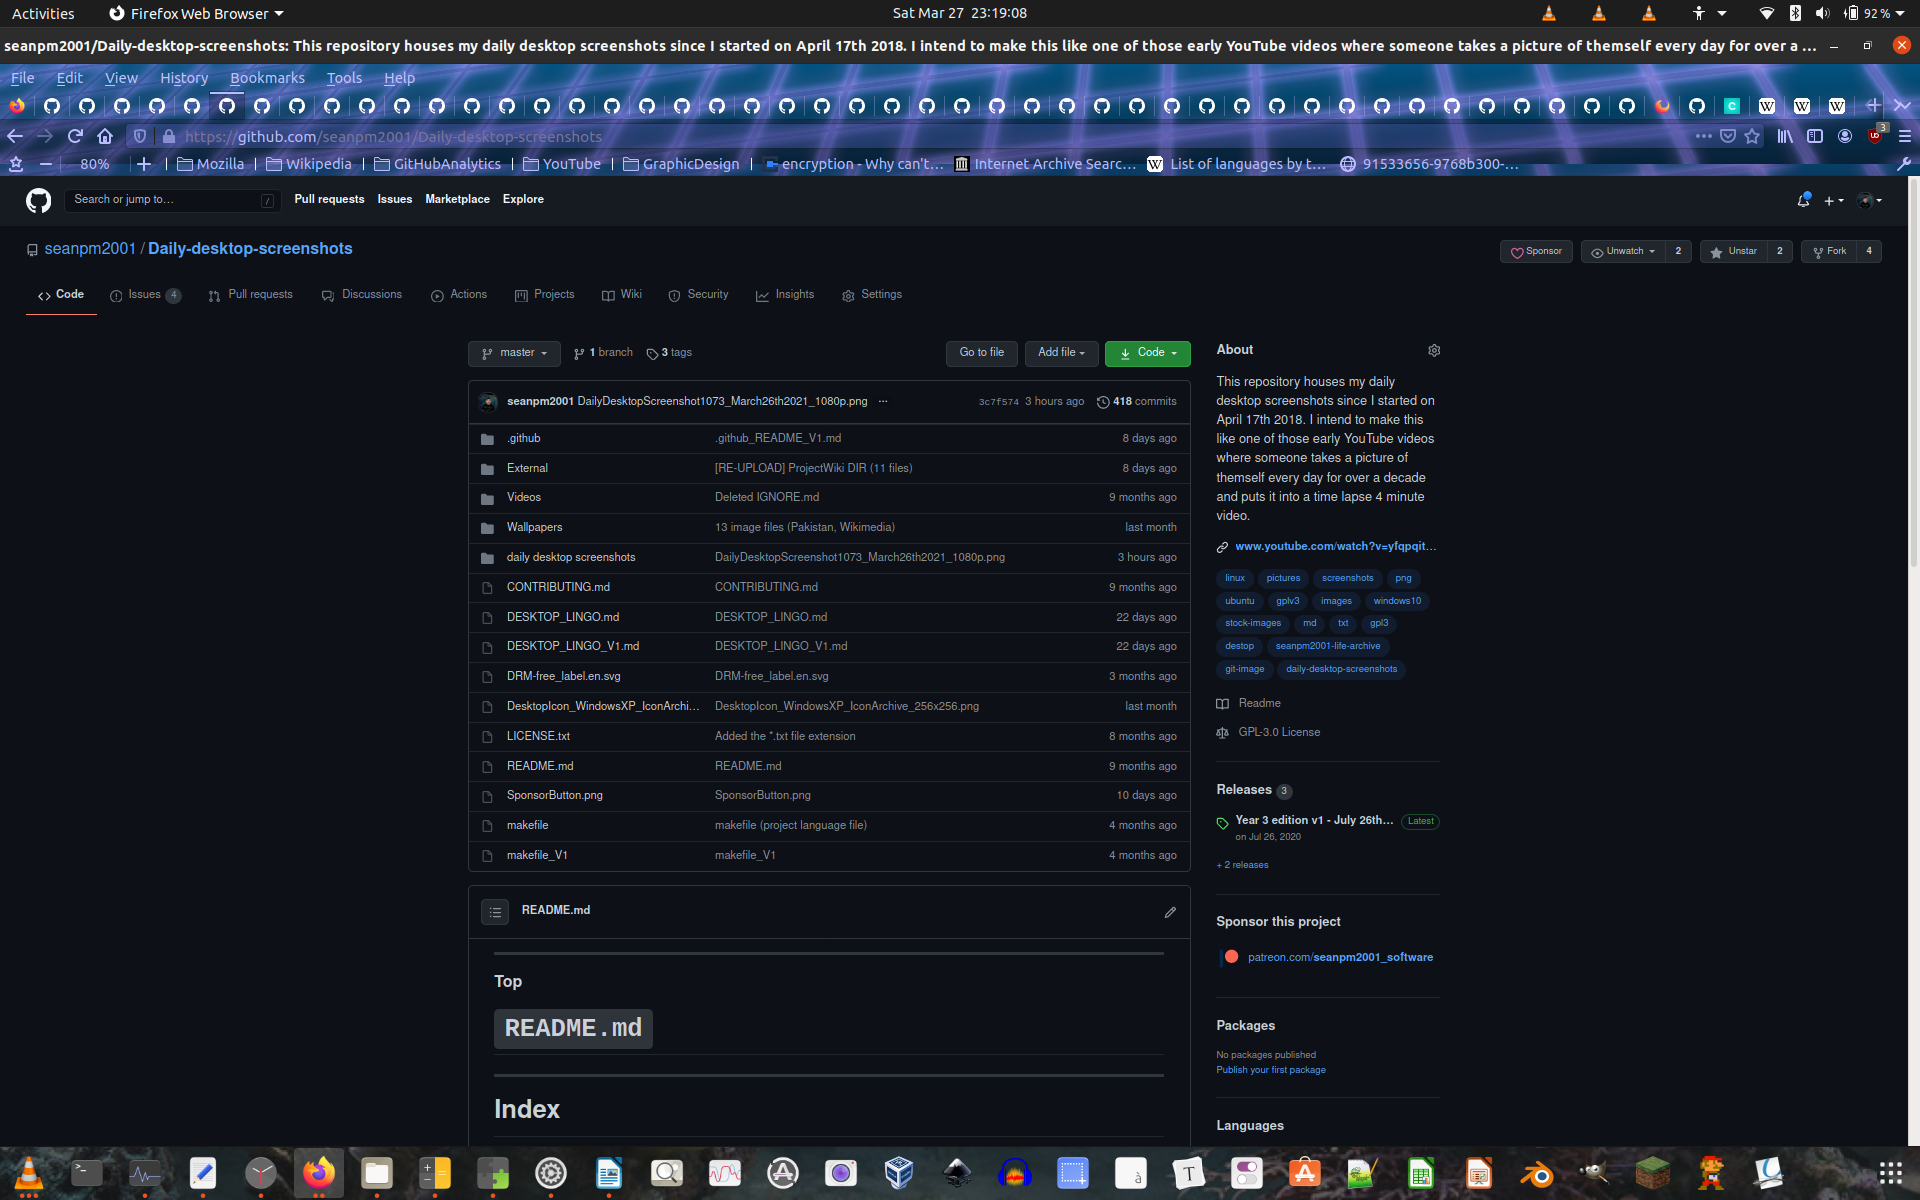 Activities
Firefox Web Browser
Sat Mar 27  23:19:08
92 %
seanpm2001/Daily-desktop-screenshots: This repository houses my daily desktop screenshots since I started on April 17th 2018. I intend to make this like one of those early YouTube videos where someone takes a picture of themself every day for over a ...
File Edit View History Bookmarks Tools Help
https://github.com/seanpm2001/Daily-desktop-screenshots
3
80%
Mozilla
Wikipedia
GitHubAnalytics
YouTube
GraphicDesign
encryption - Why can't...
Internet Archive Searc...
List of languages by t...
91533656-9768b300-...
Search or jump to...
/
Pull requests Issues Marketplace Explore
seanpm2001 / Daily-desktop-screenshots
Sponsor
Unwatch 2
Unstar 2
Fork 4
Code
Issues 4
Pull requests
Discussions
Actions
Projects
Wiki
Security
Insights
Settings
master
1 branch
3 tags
Go to file
Add file
Code
seanpm2001 DailyDesktopScreenshot1073_March26th2021_1080p.png ... 3c7f574 3 hours ago 418 commits
.github .github_README_V1.md 8 days ago
External [RE-UPLOAD] ProjectWiki DIR (11 files) 8 days ago
Videos Deleted IGNORE.md 9 months ago
Wallpapers 13 image files (Pakistan, Wikimedia) last month
daily desktop screenshots DailyDesktopScreenshot1073_March26th2021_1080p.png 3 hours ago
CONTRIBUTING.md CONTRIBUTING.md 9 months ago
DESKTOP_LINGO.md DESKTOP_LINGO.md 22 days ago
DESKTOP_LINGO_V1.md DESKTOP_LINGO_V1.md 22 days ago
DRM-free_label.en.svg DRM-free_label.en.svg 3 months ago
DesktopIcon_WindowsXP_IconArchi... DesktopIcon_WindowsXP_IconArchive_256x256.png last month
LICENSE.txt Added the *.txt file extension 8 months ago
README.md README.md 9 months ago
SponsorButton.png SponsorButton.png 10 days ago
makefile makefile (project language file) 4 months ago
makefile_V1 makefile_V1 4 months ago
README.md
Top
README.md
Index
About
This repository houses my daily
desktop screenshots since I started on
April 17th 2018. I intend to make this
like one of those early YouTube videos
where someone takes a picture of
themself every day for over a decade
and puts it into a time lapse 4 minute
video.
www.youtube.com/watch?v=yfqpqit...
linux pictures screenshots png
ubuntu gplv3 images windows10
stock-images md txt gpl3
destop seanpm2001-life-archive
git-image daily-desktop-screenshots
Readme
GPL-3.0 License
Releases 3
Year 3 edition v1 - July 26th... Latest
on Jul 26, 2020
+ 2 releases
Sponsor this project
patreon.com/seanpm2001_software
Packages
No packages published
Publish your first package
Languages